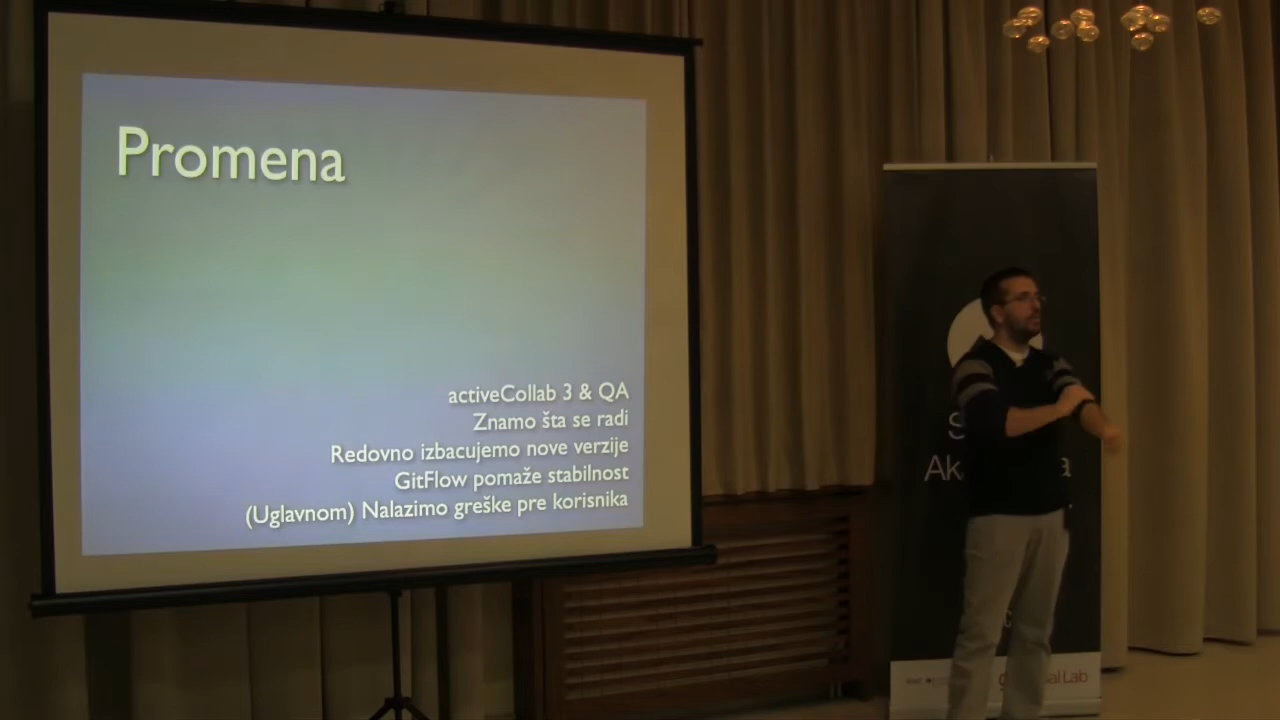 Promena
activeCollab 3 & QA
Znamo šta se radi
Redovno izbacujemo nove verzije
GitFlow pomaže stabilnost
(Uglavnom) Nalazimo greške pre korisnika
Lab